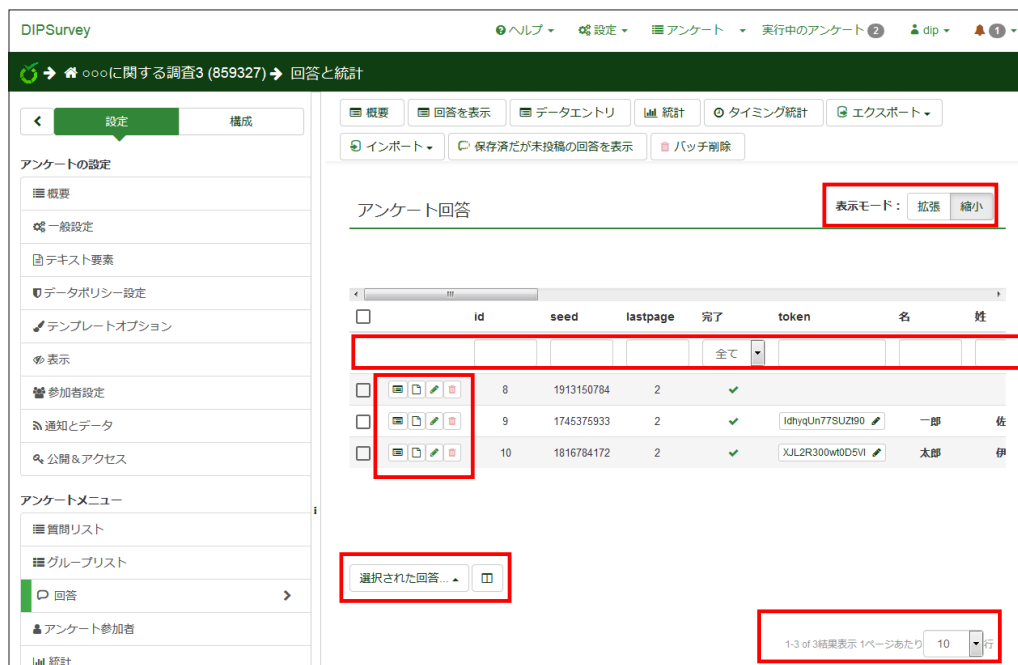 DIPSurvey ヘルプ 設定 アンケート 実行中のアンケート 2 dip 1
○○○に関する調査3 (859327) 回答と統計
設定 構成
アンケートの設定
概要
一般設定
テキスト要素
データポリシー設定
テンプレートオプション
表示
参加者設定
通知とデータ
公開&アクセス
アンケートメニュー
質問リスト
グループリスト
回答
アンケート参加者
統計
概要 回答を表示 データエントリ 統計 タイミング統計 エクスポート
インポート 保存済だが未投稿の回答を表示 バッチ削除
アンケート回答 表示モード： 拡張 縮小
id seed lastpage 完了 token 名 姓
全て
8 1913150784 2
9 1745375933 2 IdhyqUn77SUZt90 一郎 佐
10 1816784172 2 XJL2R300wt0D5VI 太郎 伊
選択された回答...
1-3 of 3結果表示 1ページあたり 10 行